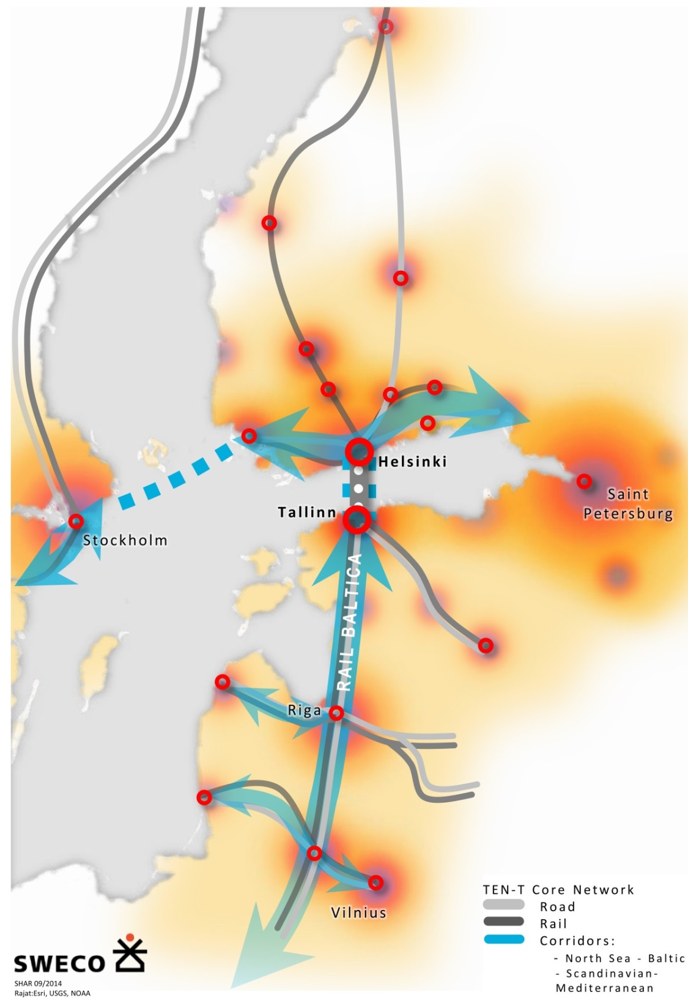 Helsinki
Saint
Petersburg
Tallinn
Stockholm
RAIL BALTICA
Riga
Vilnius
TEN-T Core Network
Road
Rail
Corridors:
- North Sea - Baltic
- Scandinavian-
Mediterranean
SWECO
SHAR 09/2014
Rajat:Esri, USGS, NOAA